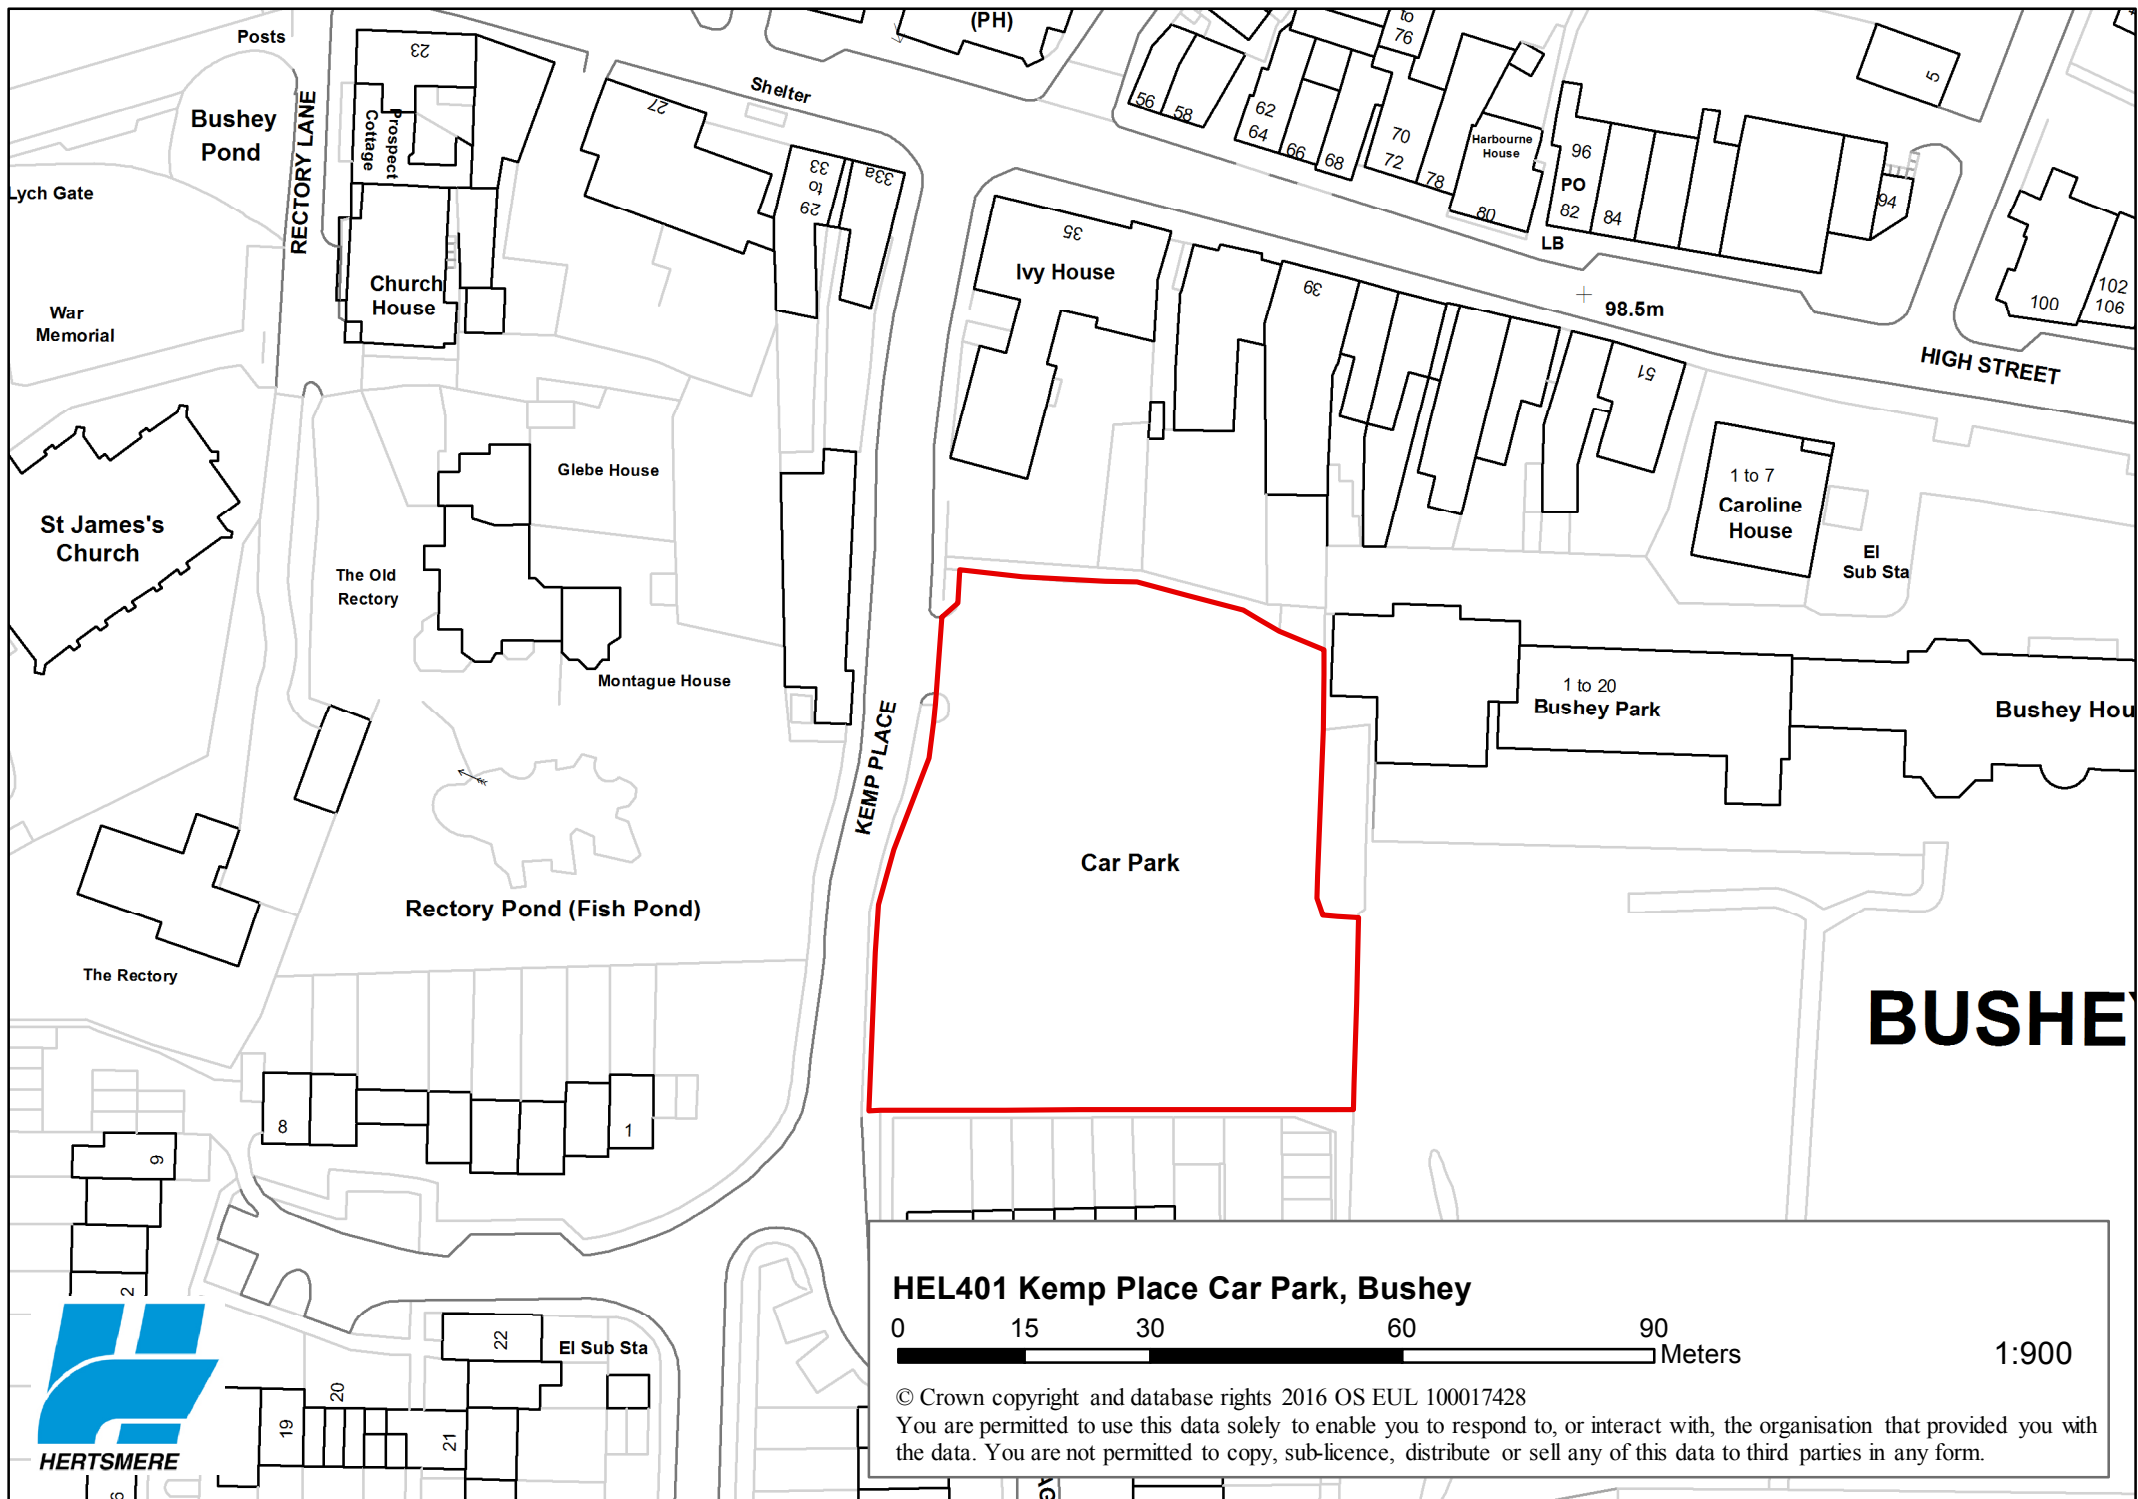 (PH)
to
76
Posts
23
5
Shelter
27
56
58
62
64
66
68
70
72
78
Harbourne
House
80
96
PO
82
84
94
LB
Bushey
Pond
RECTORY LANE
Prospect
Cottage
Lych Gate
33
to
29
33a
35
Ivy House
39
98.5m
100
102
106
HIGH STREET
Church
House
War
Memorial
51
1 to 7
Caroline
House
El
Sub Sta
Glebe House
St James's
Church
The Old
Rectory
Montague House
1 to 20
Bushey Park
Bushey Hou
KEMP PLACE
Car Park
Rectory Pond (Fish Pond)
The Rectory
BUSHEY
8
1
9
2
22
El Sub Sta
20
19
21
HERTSMERE
HEL401 Kemp Place Car Park, Bushey
0 15 30 60 90
Meters
1:900
© Crown copyright and database rights 2016 OS EUL 100017428
You are permitted to use this data solely to enable you to respond to, or interact with, the organisation that provided you with
the data. You are not permitted to copy, sub-licence, distribute or sell any of this data to third parties in any form.